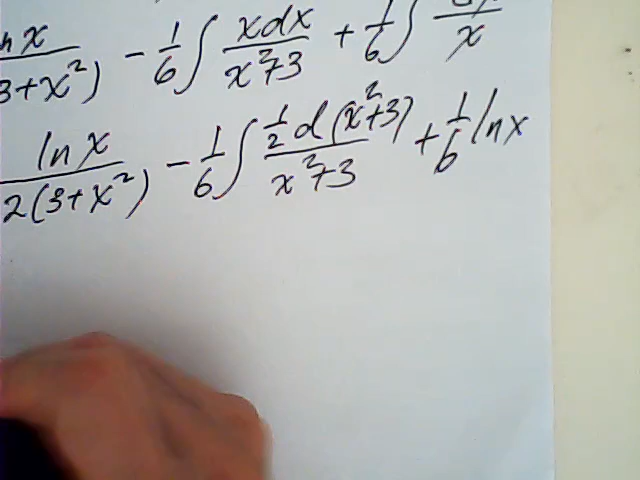 ln x / (3+x²) − 1/6 ∫ xdx / x²+3 + 1/6 ∫ / x
ln x / 2(3+x²) − 1/6 ∫ ½ d(x²+3) / x²+3 + 1/6 ln x